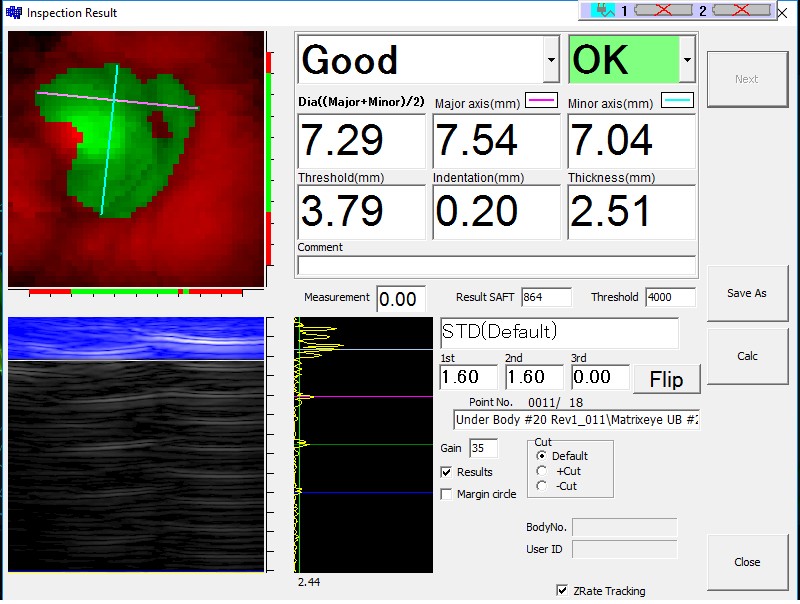 Inspection Result
1 2
Good OK
Next
Dia((Major+Minor)/2) Major axis(mm) Minor axis(mm)
7.29 7.54 7.04
Threshold(mm) Indentation(mm) Thickness(mm)
3.79 0.20 2.51
Comment
Measurement 0.00 Result SAFT 864 Threshold 4000
Save As
STD(Default)
1st 2nd 3rd
1.60 1.60 0.00 Flip
Calc
Point No. 0011/ 18
Under Body #20 Rev1_011\Matrixeye UB #2
Gain 35
Cut
Default
+Cut
-Cut
Results
Margin circle
BodyNo.
User ID
Close
2.44
ZRate Tracking